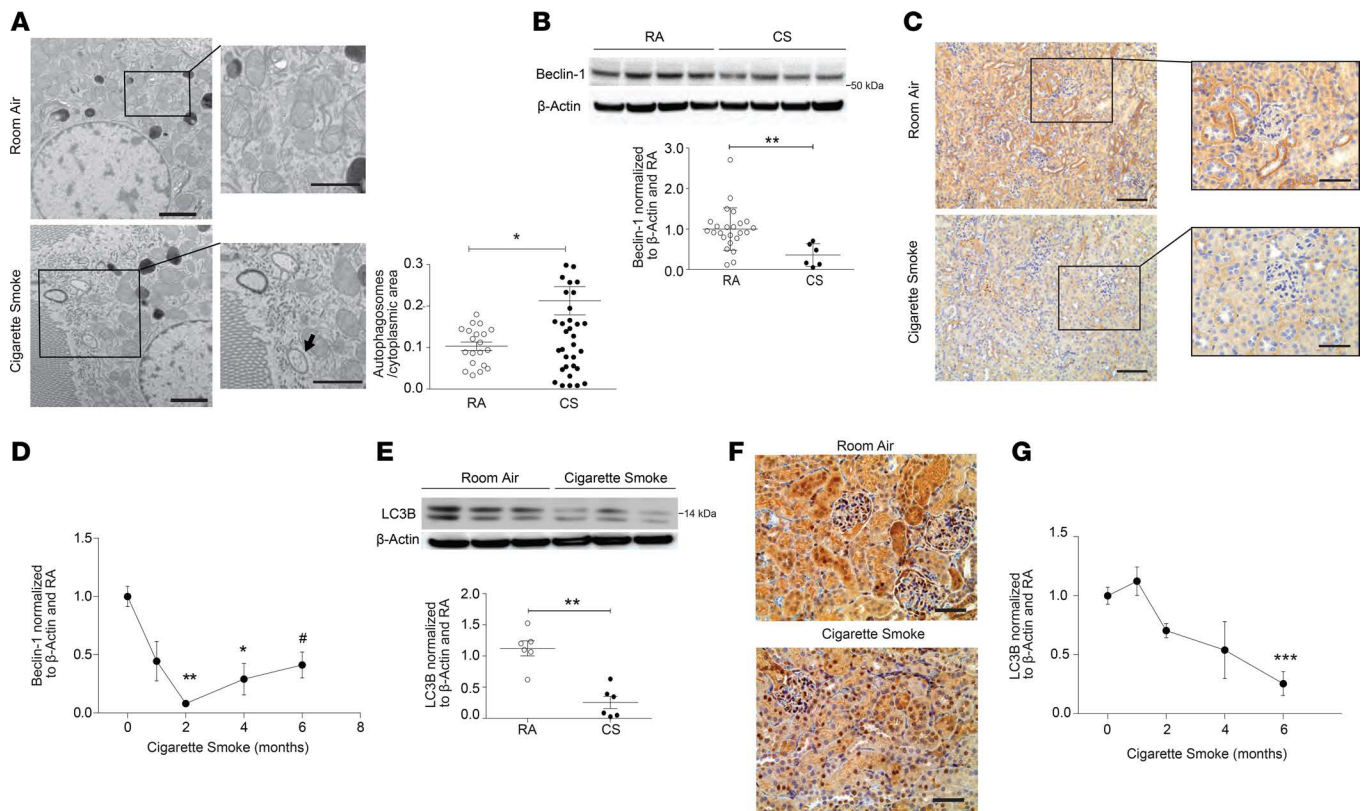 A
Room Air
Cigarette Smoke
*
Autophagosomes
/cytoplasmic area
0.3
0.2
0.1
0.0
RA
CS
B
RA
CS
Beclin-1
50 kDa
β-Actin
**
Beclin-1 normalized
to β-Actin and RA
3.0
2.0
1.0
0.0
RA
CS
C
Room Air
Cigarette Smoke
D
Beclin-1 normalized
to β-Actin and RA
1.5
1.0
0.5
0.0
**
*
#
0
2
4
6
8
Cigarette Smoke (months)
E
Room Air
Cigarette Smoke
LC3B
14 kDa
β-Actin
**
LC3B normalized
to β-Actin and RA
2.0
1.5
1.0
0.5
0.0
RA
CS
F
Room Air
Cigarette Smoke
G
LC3B normalized
to β-Actin and RA
1.5
1.0
0.5
0.0
***
0
2
4
6
Cigarette Smoke (months)